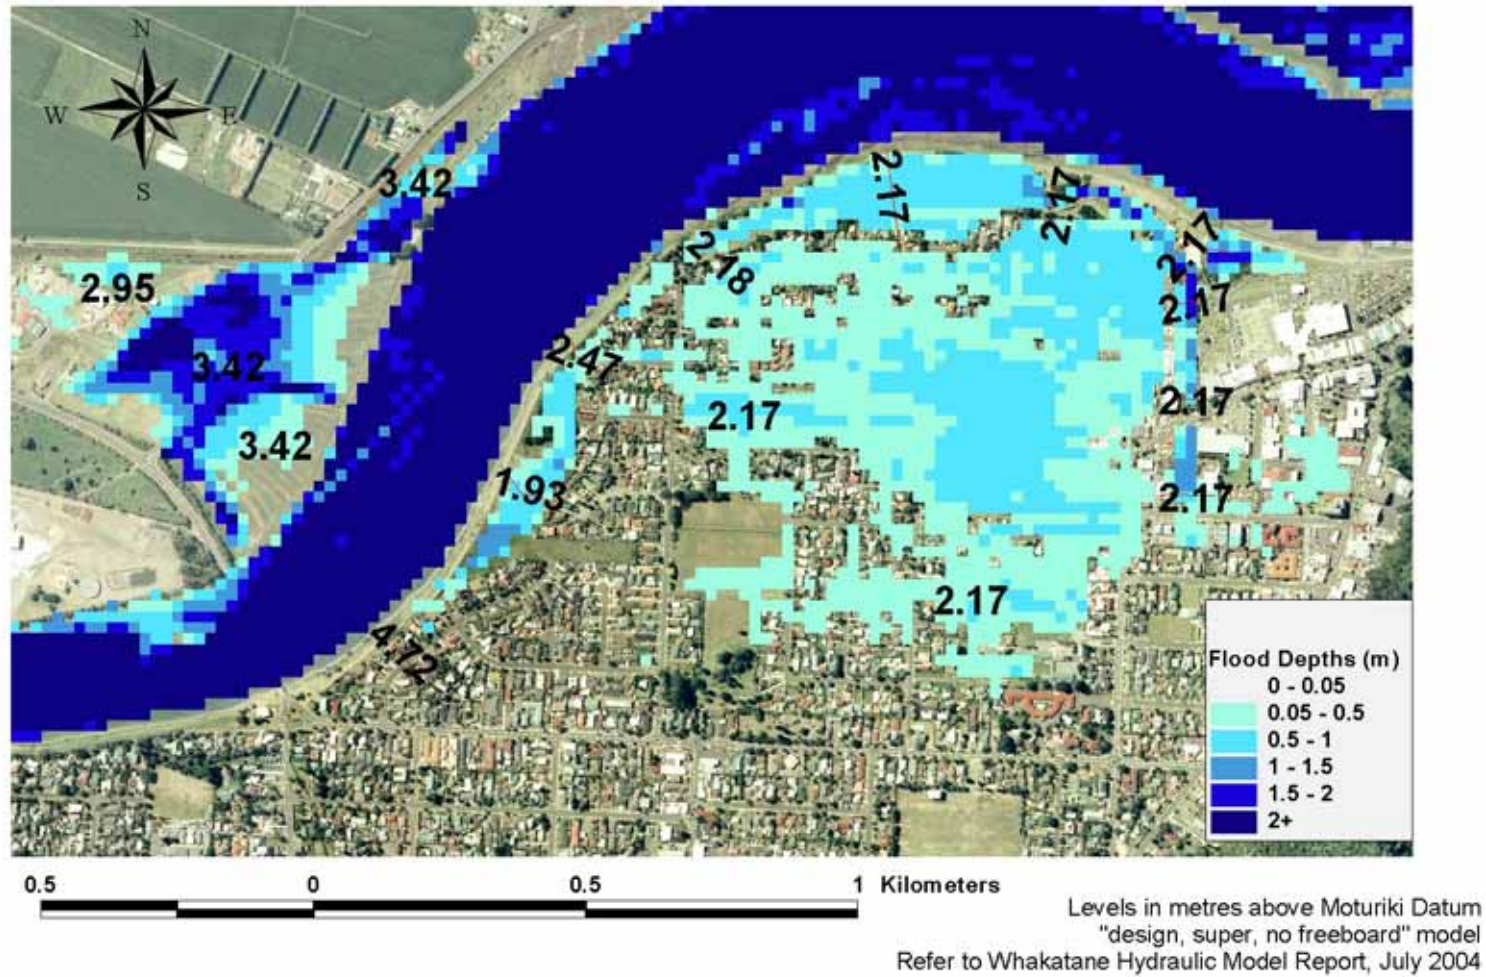 N
W E
S
3.42
2.17
2.17
2.17
2.18
2.95
2.17
3.42
2.47
2.17
2.17
3.42
1.93
2.17
2.17
4.72
Flood Depths (m)
0 - 0.05
0.05 - 0.5
0.5 - 1
1 - 1.5
1.5 - 2
2+
0.5 0 0.5 1 Kilometers
Levels in metres above Moturiki Datum
"design, super, no freeboard" model
Refer to Whakatane Hydraulic Model Report, July 2004